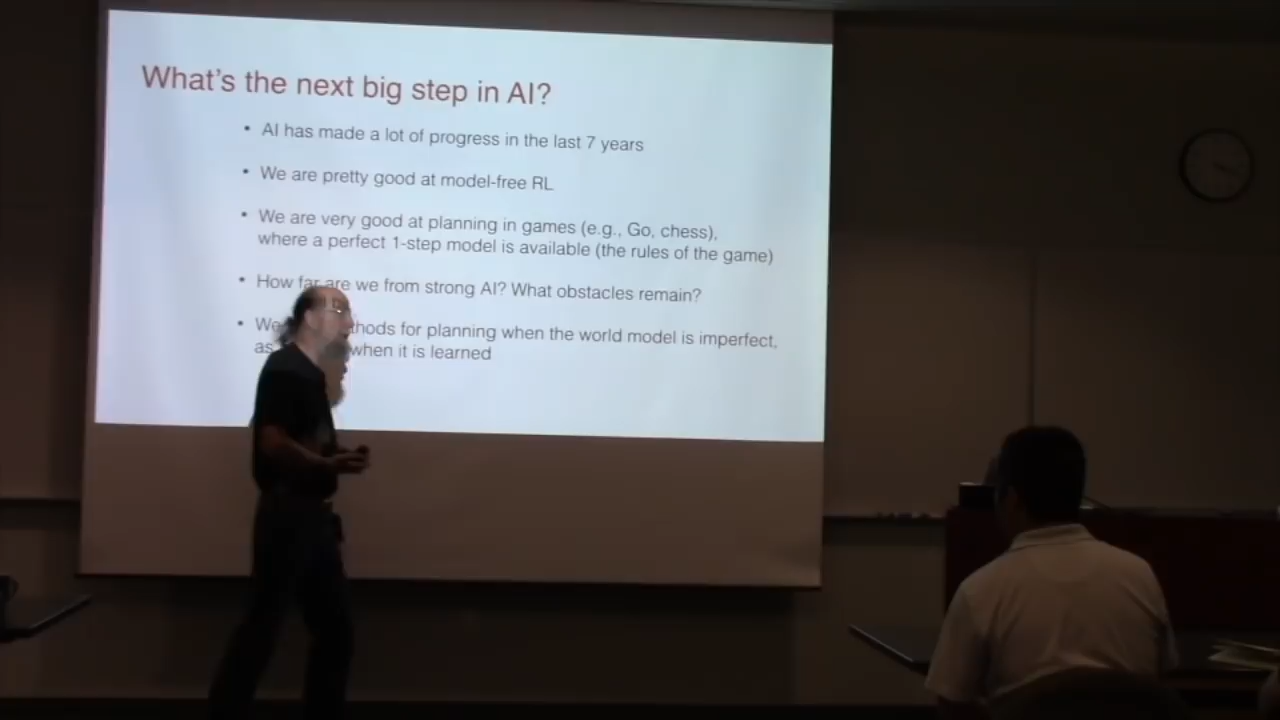 What's the next big step in AI?
• AI has made a lot of progress in the last 7 years
• We are pretty good at model-free RL
• We are very good at planning in games (e.g., Go, chess),
where a perfect 1-step model is available (the rules of the game)
• How far are we from strong AI? What obstacles remain?
• We for planning when the world model is imperfect,
as when it is learned